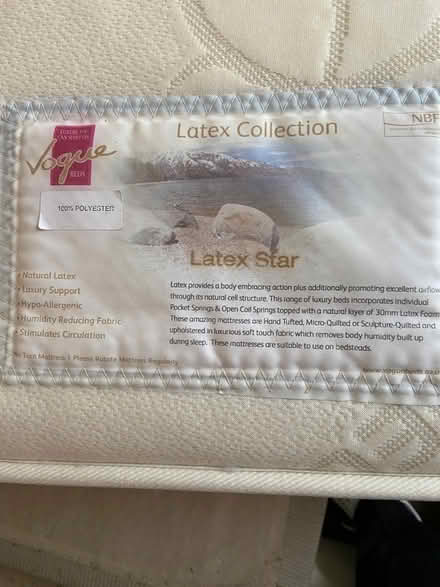 Latex Collection
NBF
Vogue
BEDS
100% POLYESTER
Latex Star
• Natural Latex
• Luxury Support
• Hypo-Allergenic
• Humidity Reducing Fabric
• Stimulates Circulation
Latex provides a body embracing action plus additionally promoting excellent airflow
through its natural cell structure. This range of luxury beds incorporates individual
Pocket Springs & Open Coil Springs topped with a natural layer of 30mm Latex Foam
These amazing mattresses are Hand Tufted, Micro-Quilted or Sculpture-Quilted and
upholstered in luxurious soft touch fabric which removes body humidity built up
during sleep. These mattresses are suitable to use on bedsteads.
Turn Mattress | Please Rotate Mattress Regularly